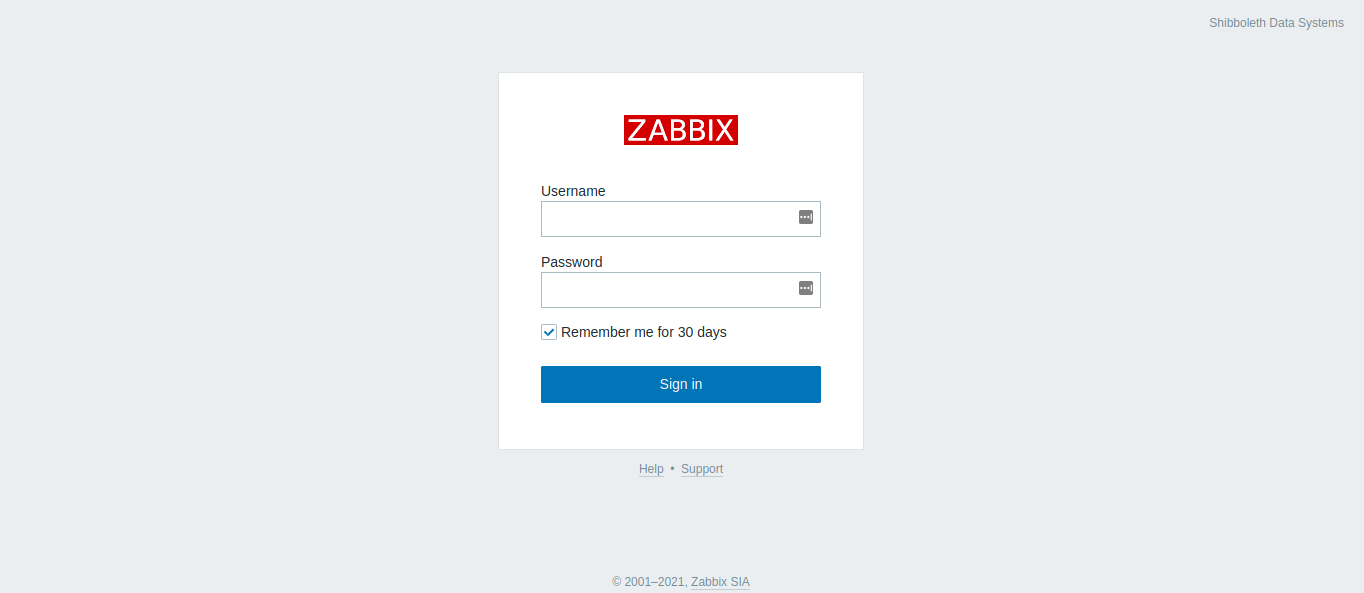 Shibboleth Data Systems
ZABBIX
Username
Password
Remember me for 30 days
Sign in
Help • Support
© 2001–2021, Zabbix SIA